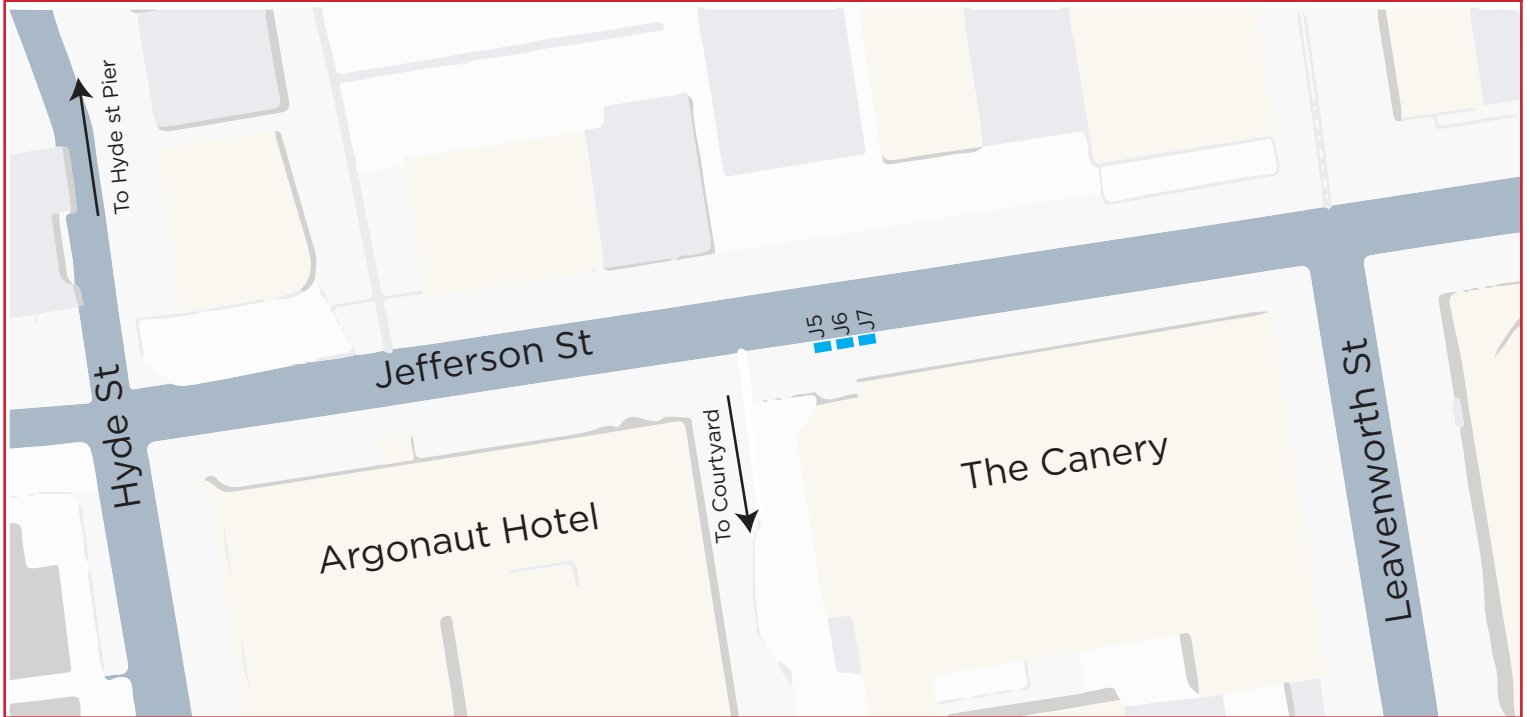 To Hyde st Pier
J5
J6
J7
Jefferson St
Hyde St
Leavenworth St
To Courtyard
The Canery
Argonaut Hotel